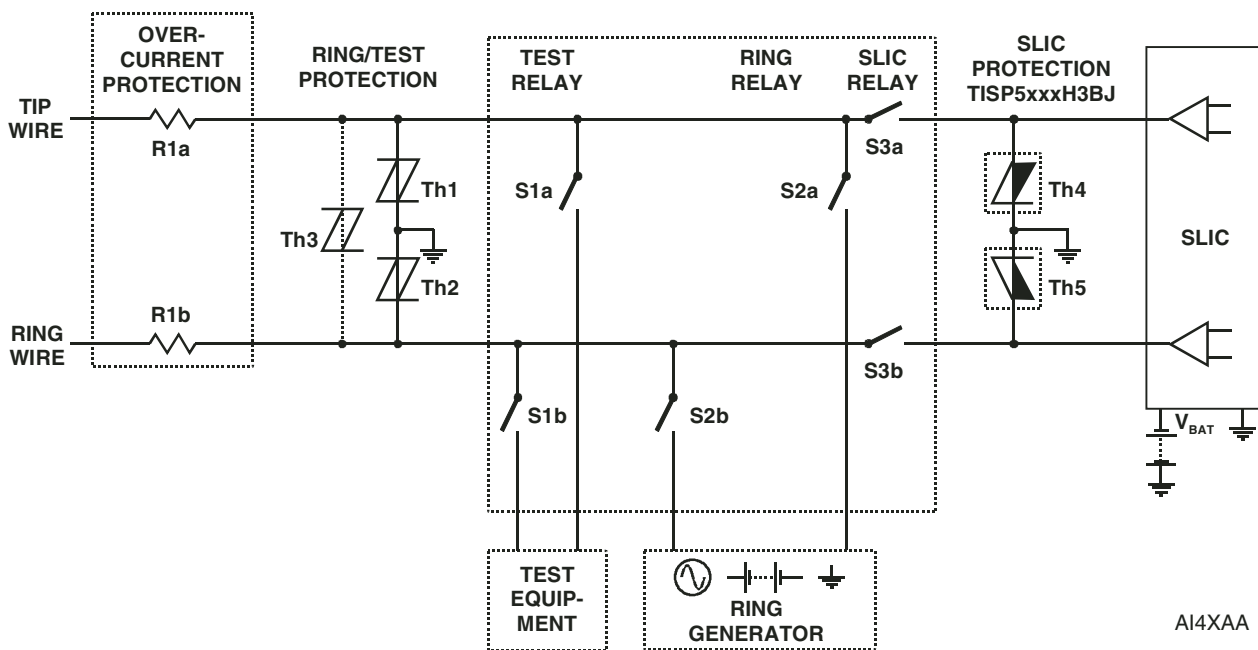 OVER-
CURRENT
PROTECTION
RING/TEST
PROTECTION
TEST
RELAY
RING
RELAY
SLIC
RELAY
SLIC
PROTECTION
TISP5xxxH3BJ
TIP
WIRE
R1a
S3a
Th1
S1a
S2a
Th4
Th3
SLIC
Th2
Th5
R1b
RING
WIRE
S3b
S1b
S2b
VBAT
TEST
EQUIP-
MENT
RING
GENERATOR
AI4XAA